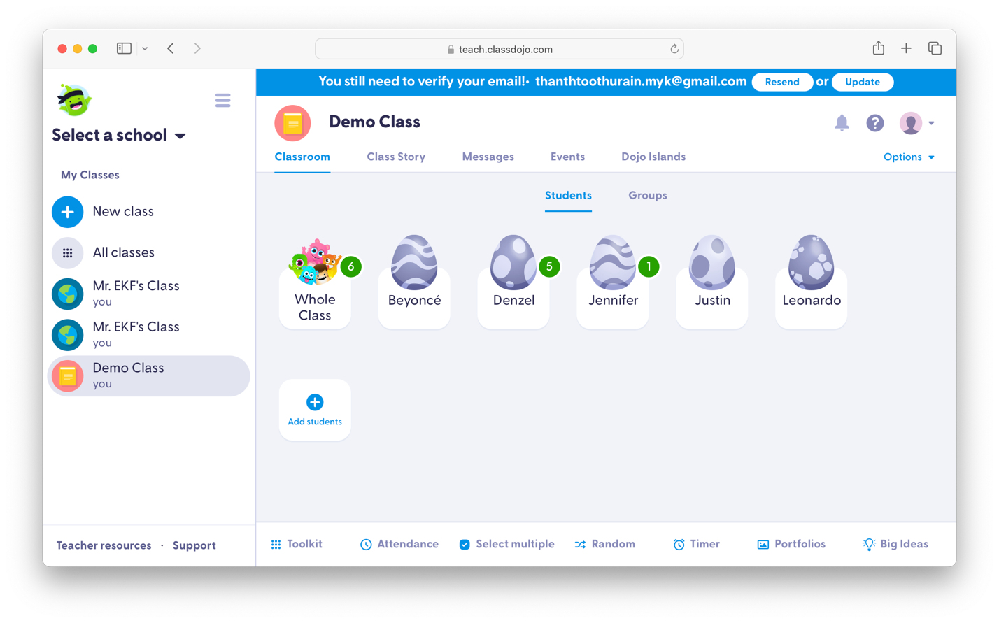 teach.classdojo.com
You still need to verify your email!• thanthtoothurain.myk@gmail.com Resend or Update
Select a school
My Classes
New class
All classes
Mr. EKF's Class
you
Mr. EKF's Class
you
Demo Class
you
Teacher resources · Support
Demo Class
?
Classroom Class Story Messages Events Dojo Islands Options
Students Groups
6
Whole
Class
Beyoncé
5
Denzel
1
Jennifer
Justin
Leonardo
Add students
Toolkit Attendance Select multiple Random Timer Portfolios Big Ideas